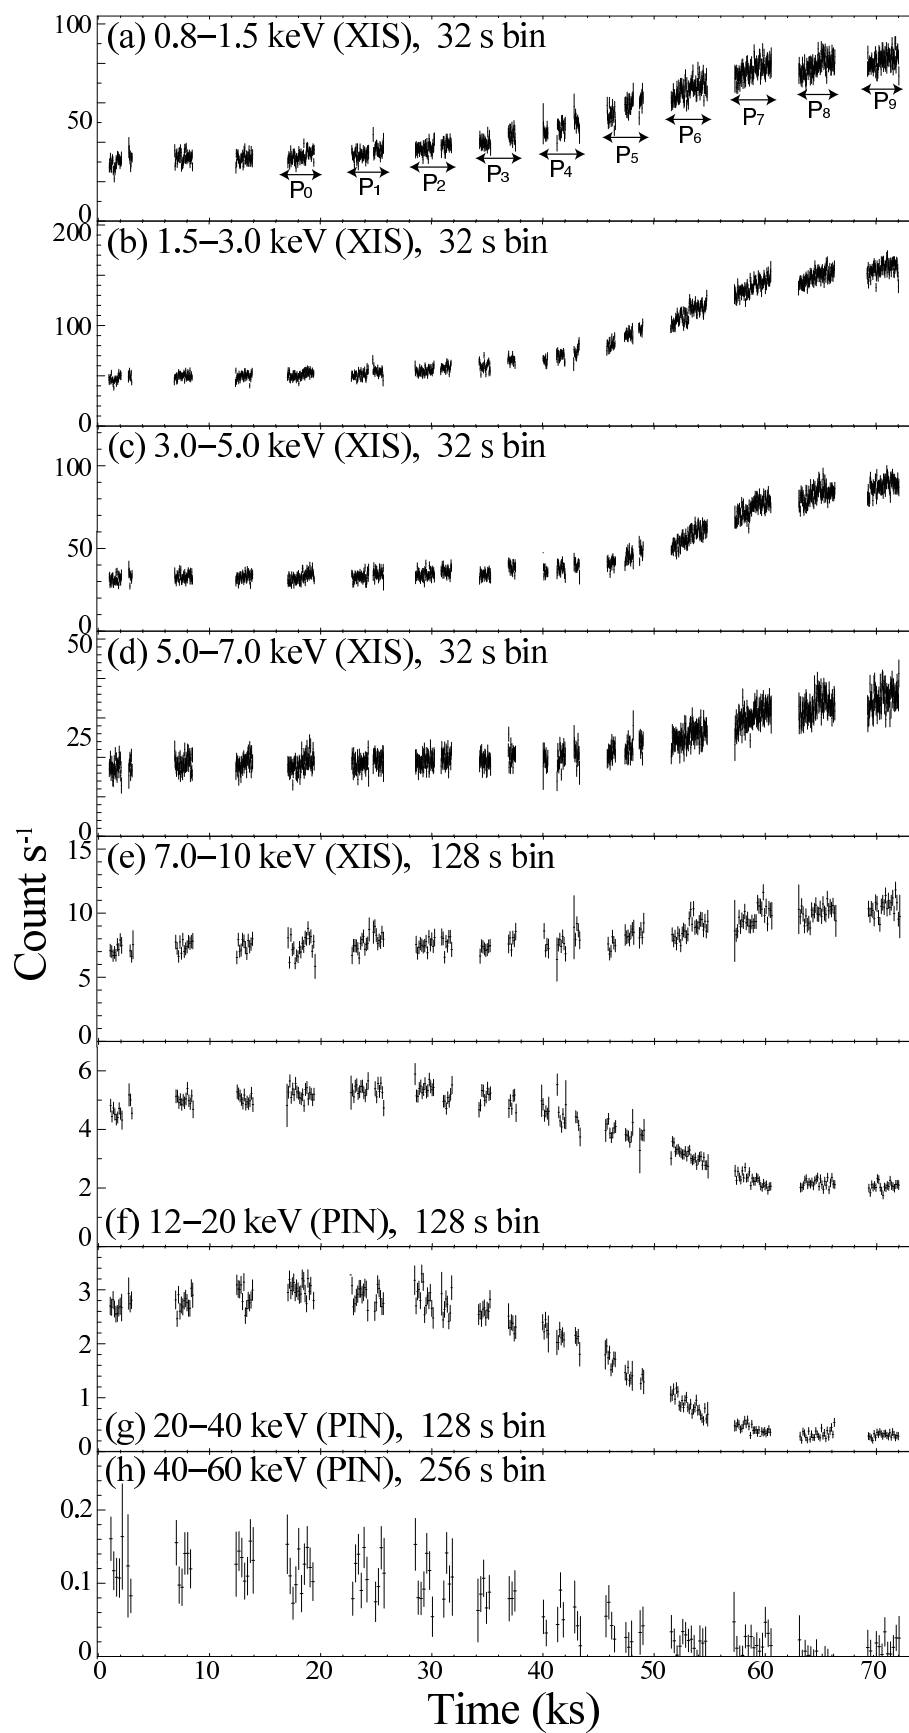 100
(a) 0.8–1.5 keV (XIS), 32 s bin
50
0
P0
P1
P2
P3
P4
P5
P6
P7
P8
P9
200
(b) 1.5–3.0 keV (XIS), 32 s bin
100
0
(c) 3.0–5.0 keV (XIS), 32 s bin
100
50
0
50
(d) 5.0–7.0 keV (XIS), 32 s bin
25
0
Count s-1
15
(e) 7.0–10 keV (XIS), 128 s bin
10
5
0
6
4
2
0
(f) 12–20 keV (PIN), 128 s bin
3
2
1
0
(g) 20–40 keV (PIN), 128 s bin
(h) 40–60 keV (PIN), 256 s bin
0.2
0.1
0
0 10 20 30 40 50 60 70
Time (ks)